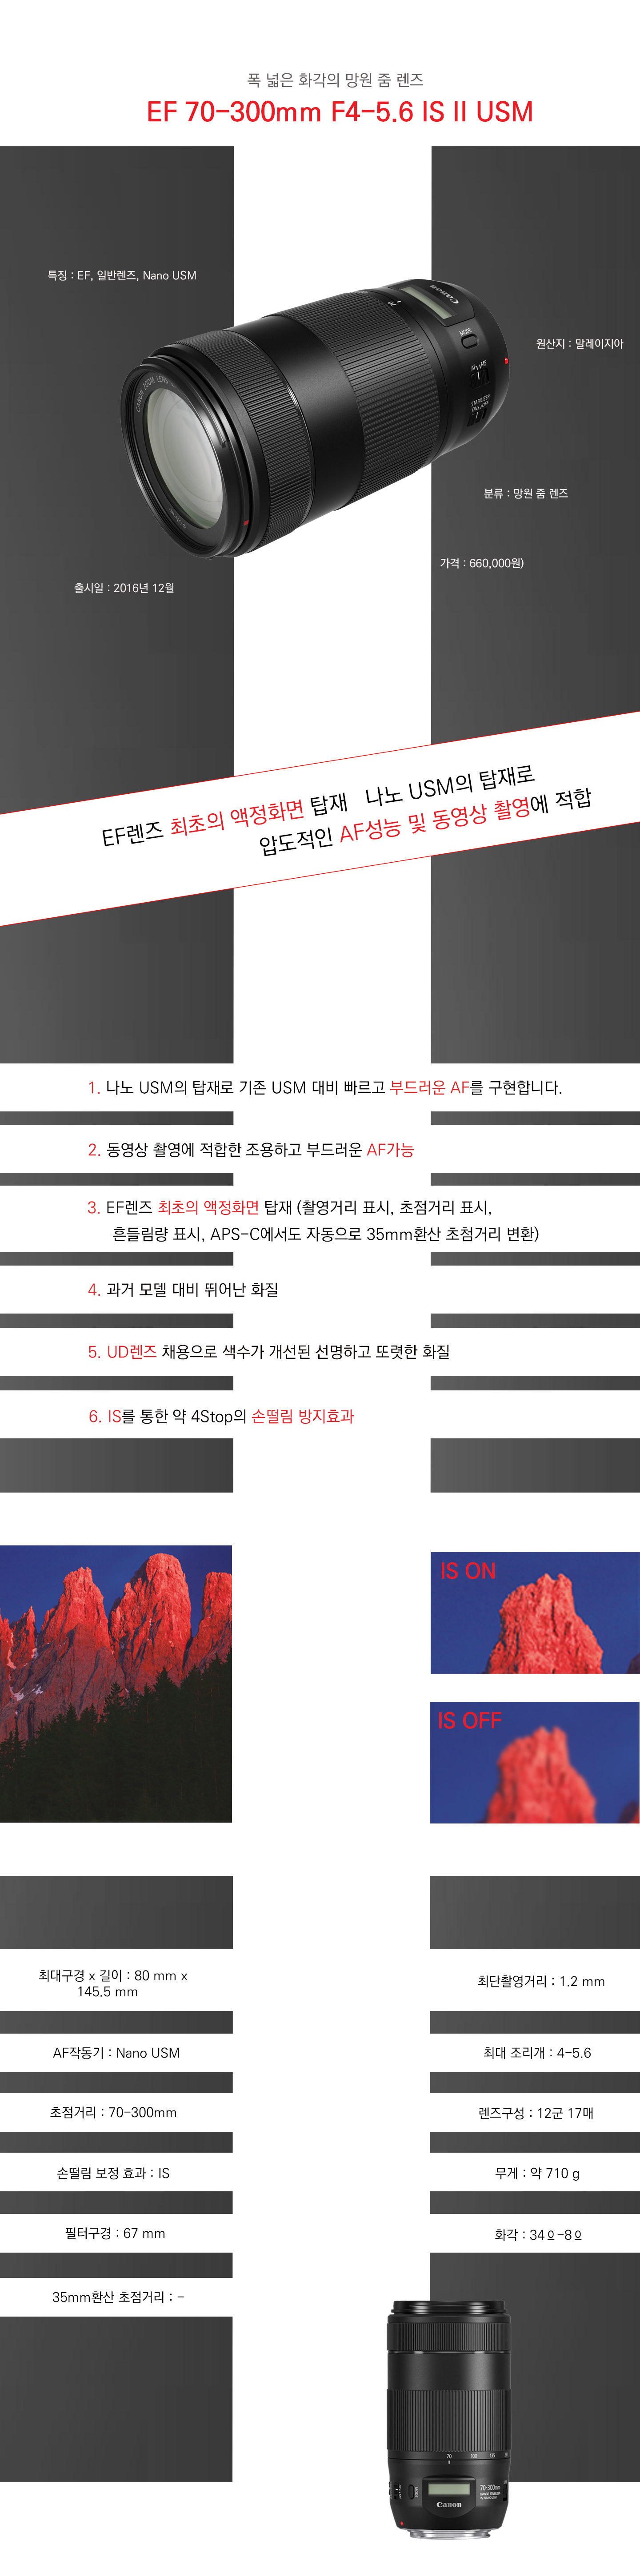 폭 넓은 화각의 망원 줌 렌즈
EF 70-300mm F4-5.6 IS II USM
특징 : EF, 일반렌즈, Nano USM
Canon
70
MODE
원산지 : 말레이지아
AF MF
CANON ZOOM LENS
STABILIZER
ON OFF
분류 : 망원 줌 렌즈
가격 : 660,000원)
출시일 : 2016년 12월
EF렌즈 최초의 액정화면 탑재 나노 USM의 탑재로
압도적인 AF성능 및 동영상 촬영에 적합
1. 나노 USM의 탑재로 기존 USM 대비 빠르고 부드러운 AF를 구현합니다.
2. 동영상 촬영에 적합한 조용하고 부드러운 AF가능
3. EF렌즈 최초의 액정화면 탑재 (촬영거리 표시, 초점거리 표시,
흔들림량 표시, APS-C에서도 자동으로 35mm환산 초첨거리 변환)
4. 과거 모델 대비 뛰어난 화질
5. UD렌즈 채용으로 색수가 개선된 선명하고 또렷한 화질
6. IS를 통한 약 4Stop의 손떨림 방지효과
IS ON
IS OFF
최대구경 x 길이 : 80 mm x
145.5 mm
최단촬영거리 : 1.2 mm
AF작동기 : Nano USM
최대 조리개 : 4-5.6
초점거리 : 70-300mm
렌즈구성 : 12군 17매
손떨림 보정 효과 : IS
무게 : 약 710 g
필터구경 : 67 mm
화각 : 34º-8º
35mm환산 초점거리 : -
70 100 135
70-300mm
Canon